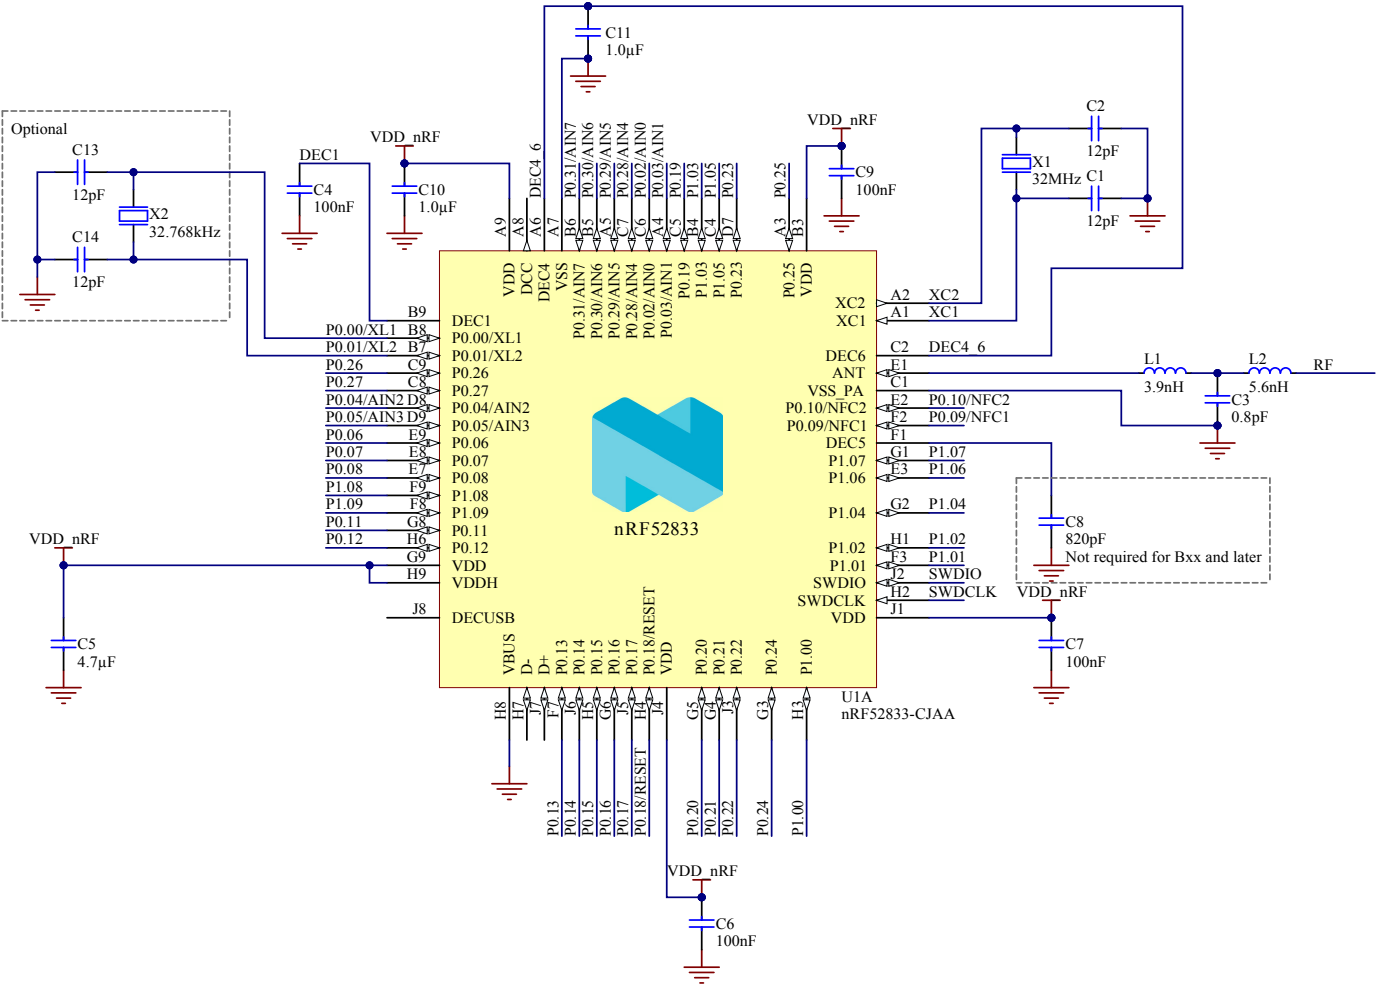 C11
1.0µF
Optional
C13
12pF
X2
32.768kHz
C14
12pF
DEC1
C4
100nF
VDD_nRF
C10
1.0µF
DEC4_6
P0.31/AIN7
P0.30/AIN6
P0.29/AIN5
P0.28/AIN4
P0.02/AIN0
P0.03/AIN1
P0.19
P1.03
P1.05
P0.23
P0.25
VDD_nRF
C9
100nF
C2
12pF
X1
32MHz
C1
12pF
A9
A8
A6
A7
B6
B5
A5
C7
C6
A4
C5
B4
C4
D7
A3
B3
VDD
DCC
DEC4
VSS
P0.31/AIN7
P0.30/AIN6
P0.29/AIN5
P0.28/AIN4
P0.02/AIN0
P0.03/AIN1
P0.19
P1.03
P1.05
P0.23
P0.25
VDD
B9 DEC1
P0.00/XL1 B8 P0.00/XL1
P0.01/XL2 B7 P0.01/XL2
P0.26 C9 P0.26
P0.27 C8 P0.27
P0.04/AIN2 D8 P0.04/AIN2
P0.05/AIN3 D9 P0.05/AIN3
P0.06 E9 P0.06
P0.07 E8 P0.07
P0.08 E7 P0.08
P1.08 F9 P1.08
P1.09 F8 P1.09
P0.11 G8 P0.11
P0.12 H6 P0.12
G9 VDD
H9 VDDH
J8 DECUSB
VDD_nRF
C5
4.7µF
nRF52833
XC2 A2 XC2
XC1 A1 XC1
DEC6 C2 DEC4_6
ANT E1
VSS_PA C1
P0.10/NFC2 E2 P0.10/NFC2
P0.09/NFC1 F2 P0.09/NFC1
DEC5 F1
P1.07 G1 P1.07
P1.06 E3 P1.06
P1.04 G2 P1.04
P1.02 H1 P1.02
P1.01 F3 P1.01
SWDIO J2 SWDIO
SWDCLK H2 SWDCLK
VDD J1
L1
3.9nH
L2
5.6nH
RF
C3
0.8pF
C8
820pF
Not required for Bxx and later
VDD_nRF
C7
100nF
VBUS
D-
D+
P0.13
P0.14
P0.15
P0.16
P0.17
P0.18/RESET
VDD
P0.20
P0.21
P0.22
P0.24
P1.00
U1A
nRF52833-CJAA
H8
H7
J7
F7
J6
H5
G6
J5
H4
J4
G5
G4
J3
G3
H3
P0.13
P0.14
P0.15
P0.16
P0.17
P0.18/RESET
P0.20
P0.21
P0.22
P0.24
P1.00
VDD_nRF
C6
100nF